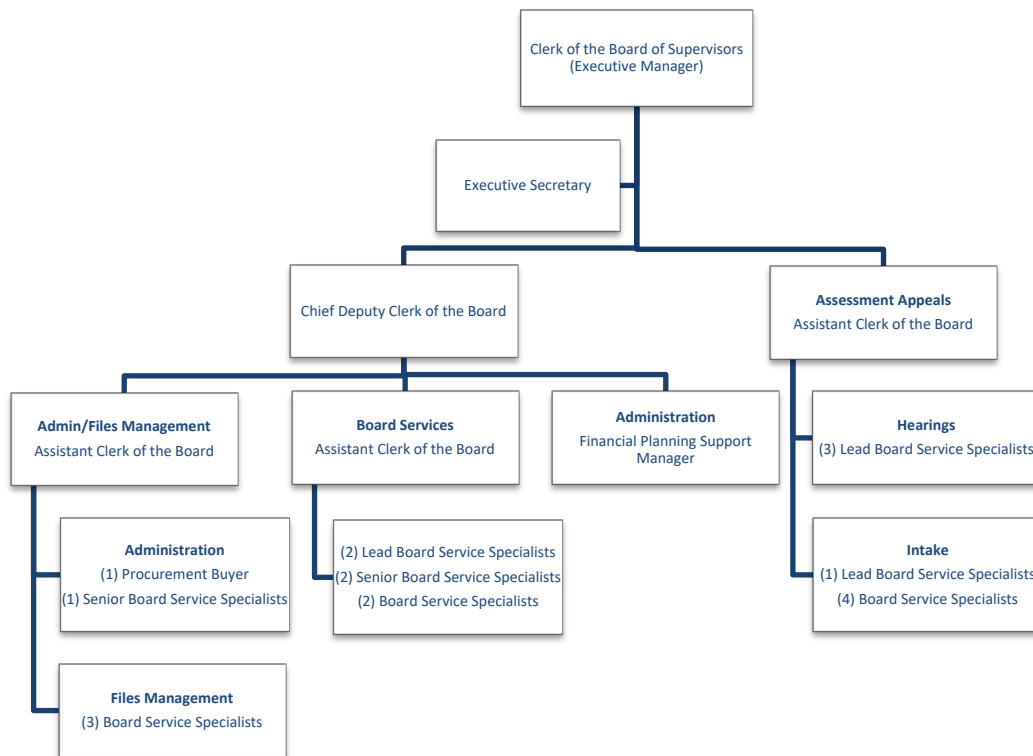 Clerk of the Board of Supervisors
(Executive Manager)
Executive Secretary
Chief Deputy Clerk of the Board
Assessment Appeals
Assistant Clerk of the Board
Admin/Files Management
Assistant Clerk of the Board
Board Services
Assistant Clerk of the Board
Administration
Financial Planning Support
Manager
Hearings
(3) Lead Board Service Specialists
Administration
(1) Procurement Buyer
(1) Senior Board Service Specialists
(2) Lead Board Service Specialists
(2) Senior Board Service Specialists
(2) Board Service Specialists
Intake
(1) Lead Board Service Specialists
(4) Board Service Specialists
Files Management
(3) Board Service Specialists